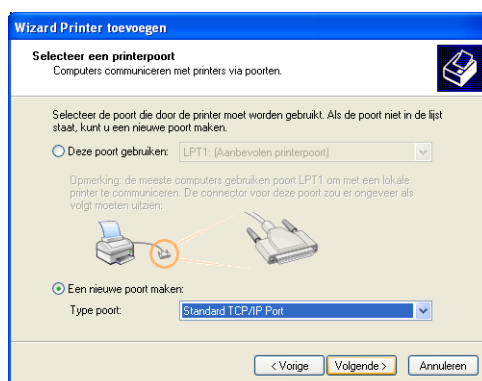 Wizard Printer toevoegen
Selecteer een printerpoort
Computers communiceren met printers via poorten.
Selecteer de poort die door de printer moet worden gebruikt. Als de poort niet in de lijst
staat, kunt u een nieuwe poort maken.
Deze poort gebruiken: LPT1: (Aanbevolen printerpoort)
Opmerking: de meeste computers gebruiken poort LPT1 om met een lokale
printer te communiceren. De connector voor deze poort zou er ongeveer als
volgt moeten uitzien:
Een nieuwe poort maken:
Type poort: Standard TCP/IP Port
< Vorige Volgende > Annuleren